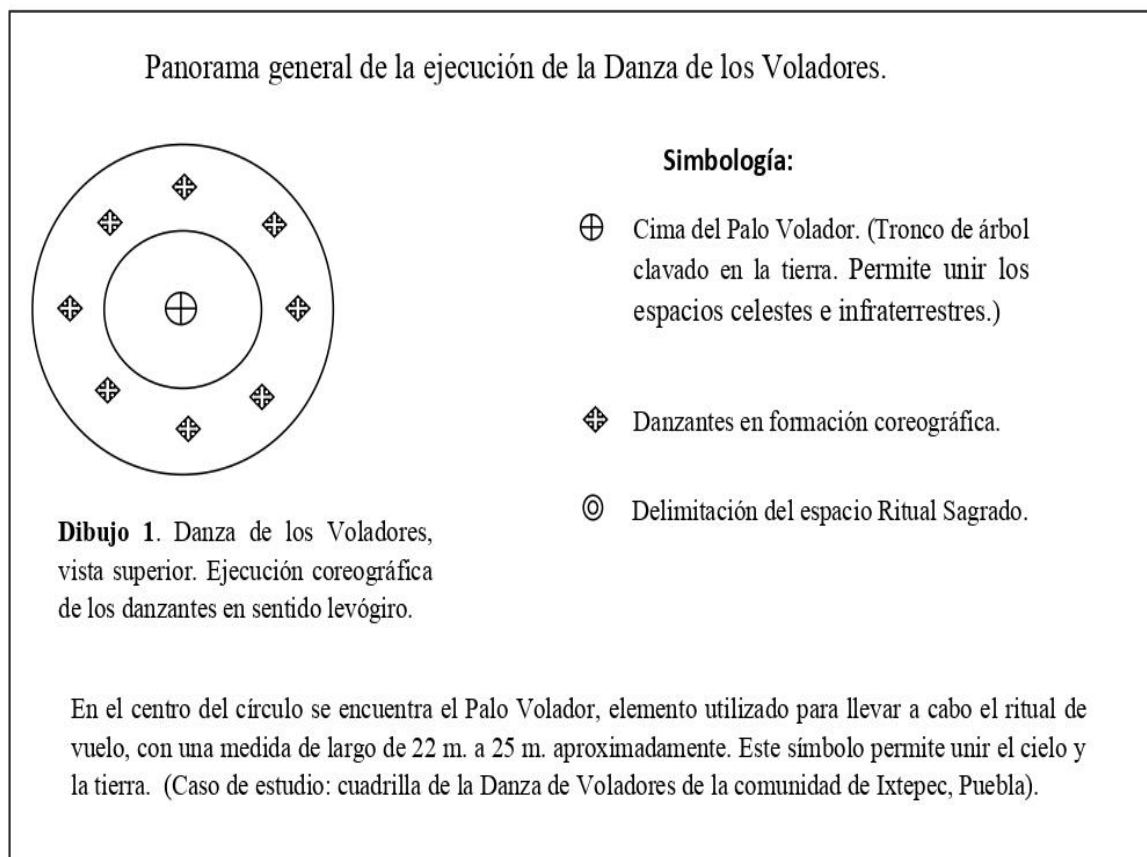 Panorama general de la ejecución de la Danza de los Voladores.
Simbología:
Cima del Palo Volador. (Tronco de árbol
clavado en la tierra. Permite unir los
espacios celestes e infraterrestres.)
Danzantes en formación coreográfica.
Delimitación del espacio Ritual Sagrado.
Dibujo 1. Danza de los Voladores,
vista superior. Ejecución coreográfica
de los danzantes en sentido levógiro.
En el centro del círculo se encuentra el Palo Volador, elemento utilizado para llevar a cabo el ritual de
vuelo, con una medida de largo de 22 m. a 25 m. aproximadamente. Este símbolo permite unir el cielo y
la tierra. (Caso de estudio: cuadrilla de la Danza de Voladores de la comunidad de Ixtepec, Puebla).